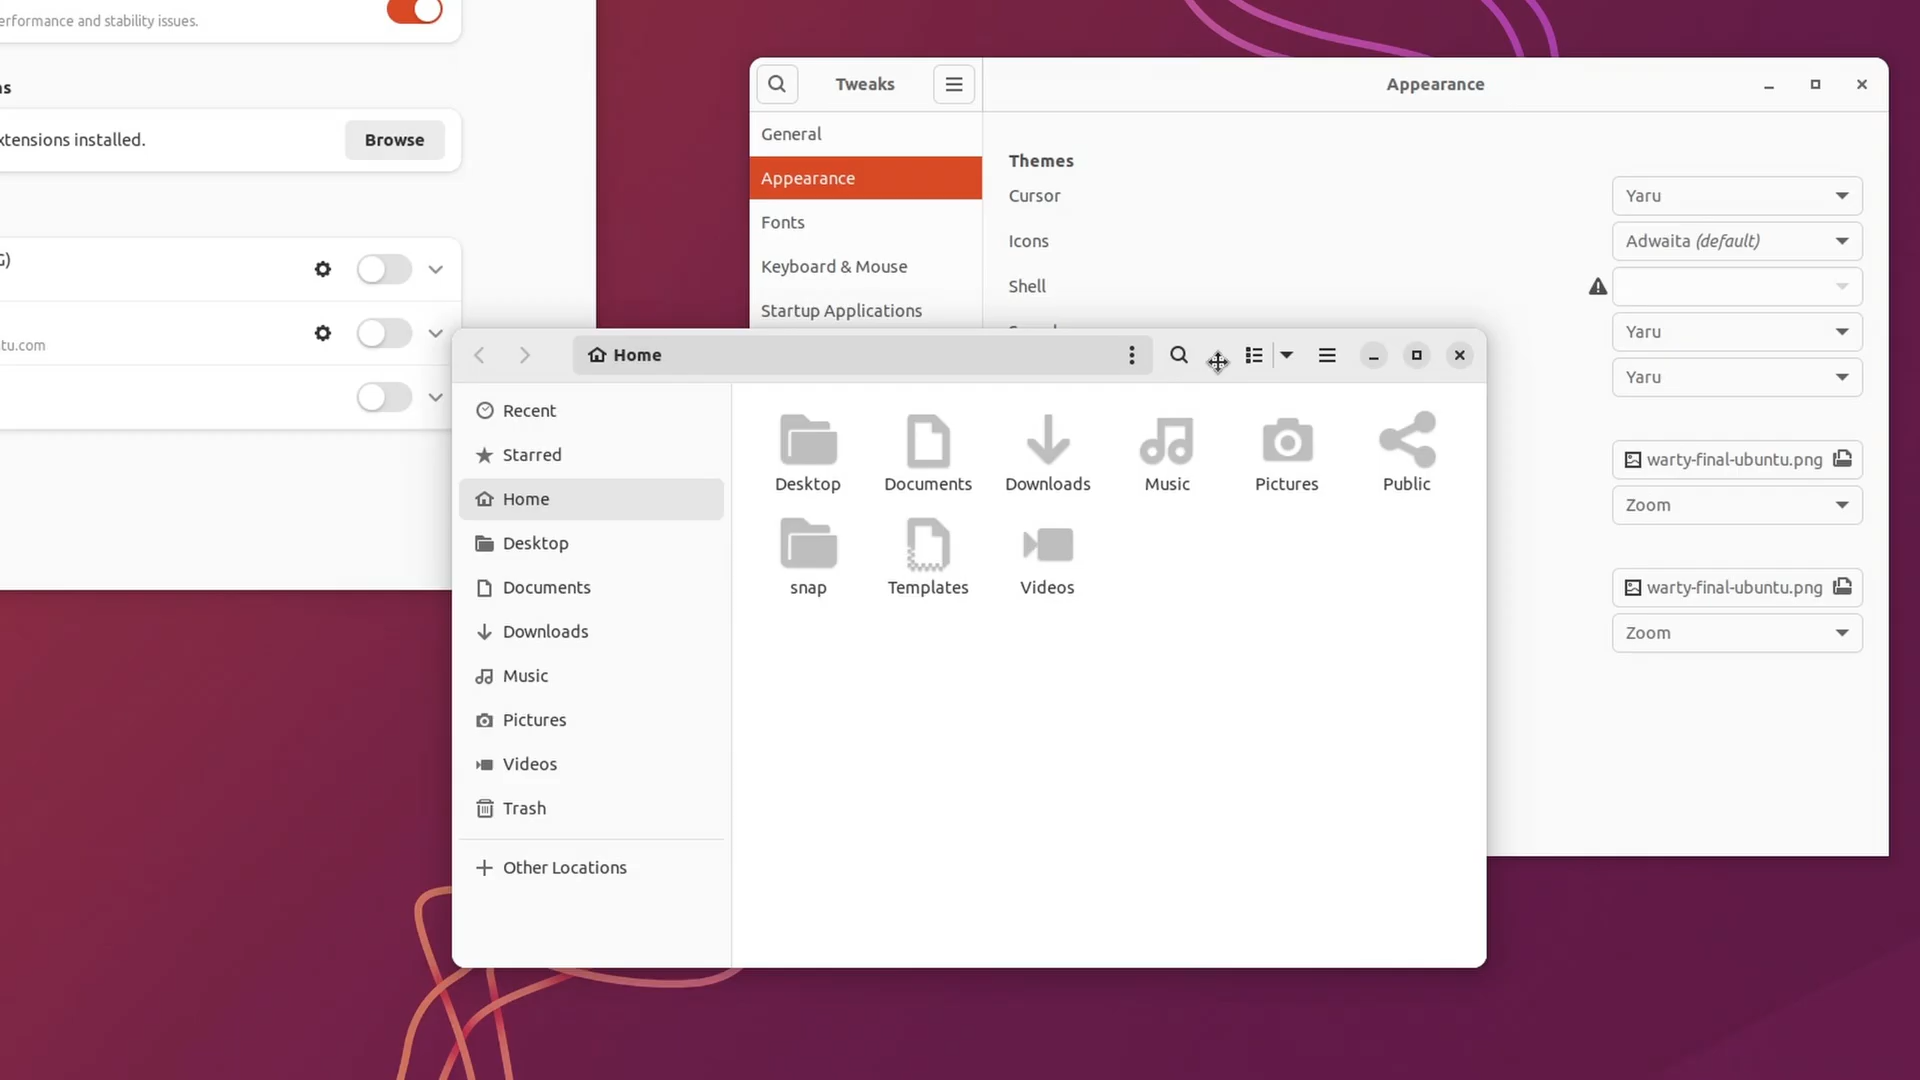 erformance and stability issues.
s
xtensions installed.
Browse
G)
tu.com
Tweaks
Appearance
General
Appearance
Fonts
Keyboard & Mouse
Startup Applications
Themes
Cursor
Yaru
Icons
Adwaita (default)
Shell
Yaru
Yaru
warty-final-ubuntu.png
Zoom
warty-final-ubuntu.png
Zoom
Home
Recent
Starred
Home
Desktop
Documents
Downloads
Music
Pictures
Videos
Trash
Other Locations
Desktop
Documents
Downloads
Music
Pictures
Public
snap
Templates
Videos